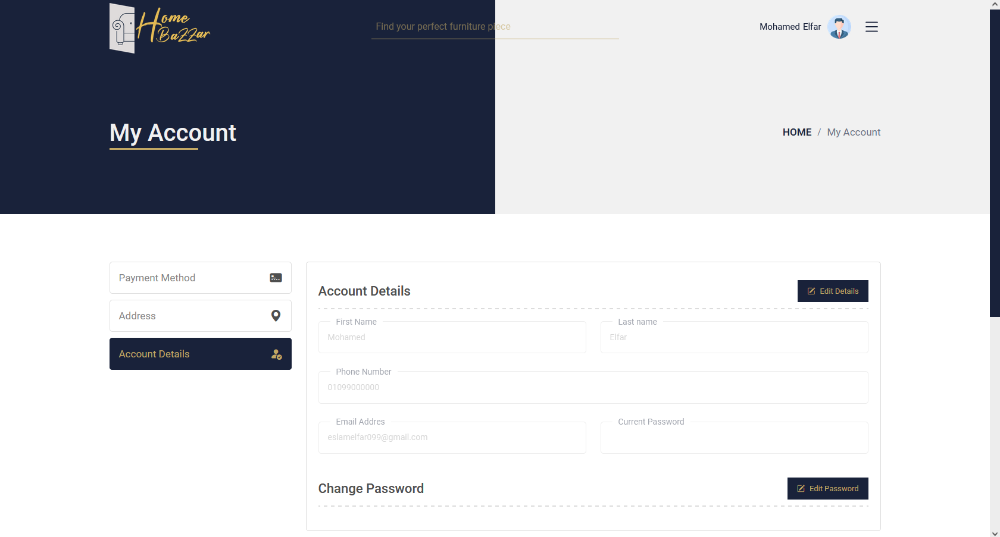 Home
BaZZar
Find your perfect furniture piece
Mohamed Elfar
My Account
HOME / My Account
Payment Method
Address
Account Details
Account Details
Edit Details
First Name
Mohamed
Last name
Elfar
Phone Number
01099000000
Email Addres
eslamelfar099@gmail.com
Current Password
Change Password
Edit Password